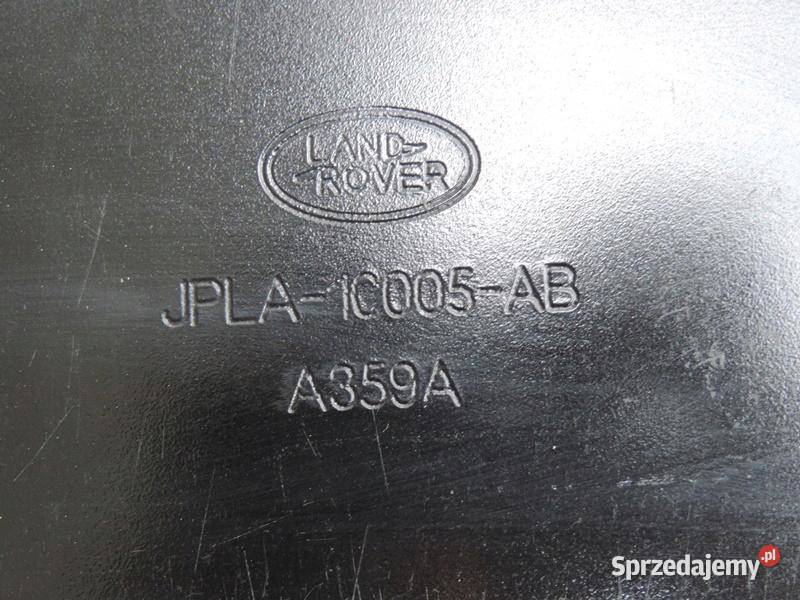 LAND
ROVER
JPLA-1C005-AB
A359A
Sprzedajemy.pl